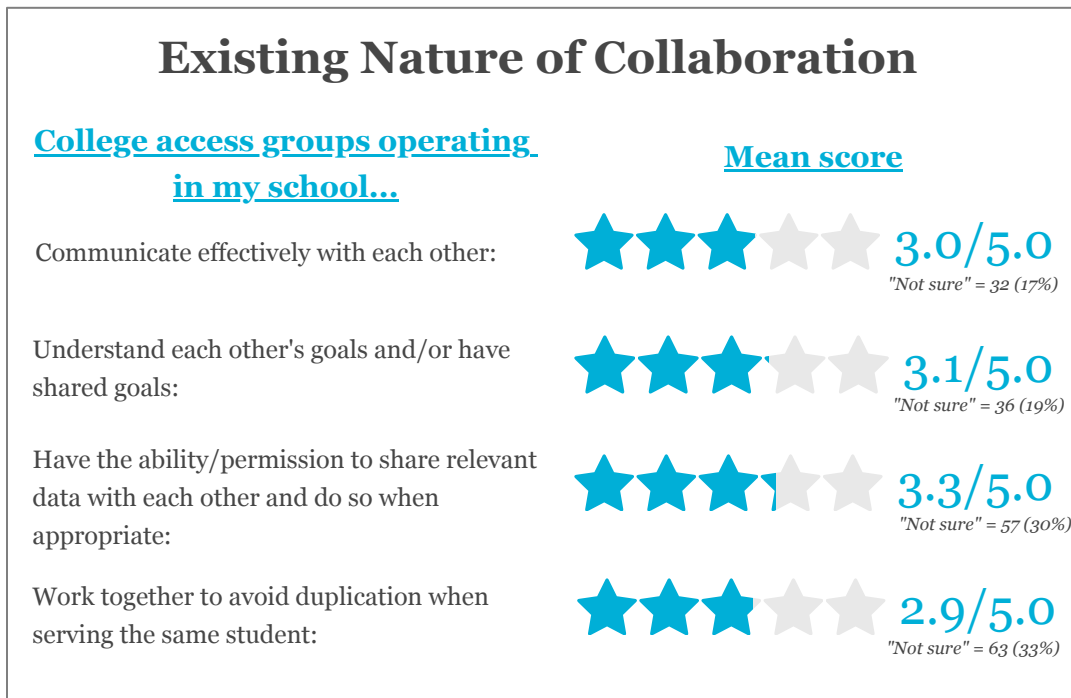 Existing Nature of Collaboration
College access groups operating
in my school...
Mean score
Communicate effectively with each other:
3.0/5.0
"Not sure" = 32 (17%)
Understand each other's goals and/or have
shared goals:
3.1/5.0
"Not sure" = 36 (19%)
Have the ability/permission to share relevant
data with each other and do so when
appropriate:
3.3/5.0
"Not sure" = 57 (30%)
Work together to avoid duplication when
serving the same student:
2.9/5.0
"Not sure" = 63 (33%)